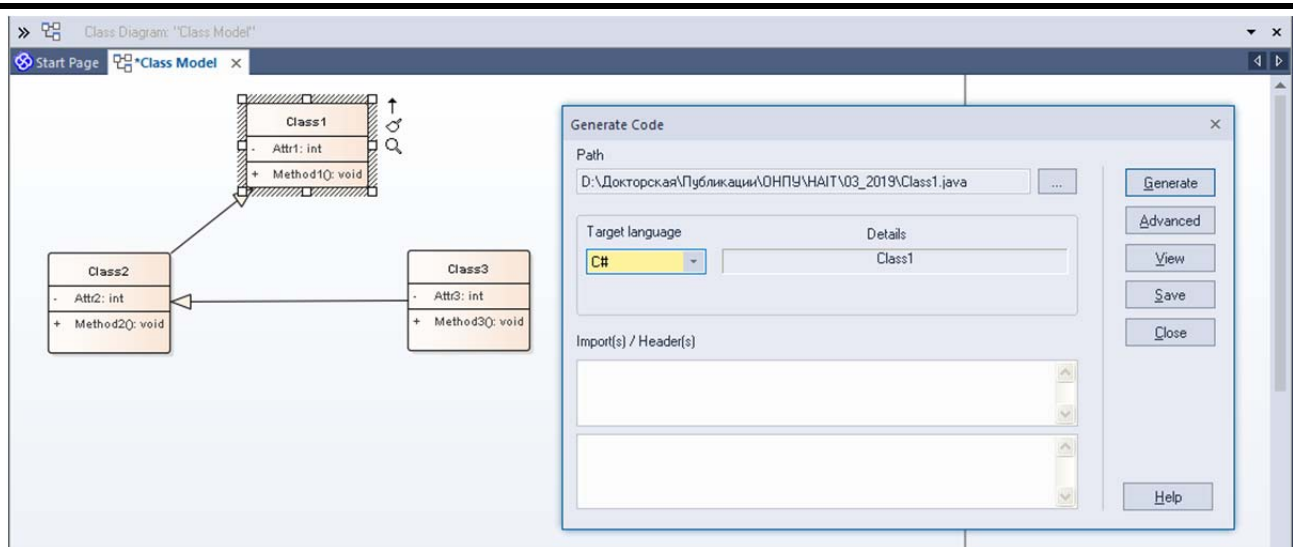 Class Diagram: "Class Model"
Start Page *Class Model
Class1
- Attr1: int
+ Method1(): void
Class2
- Attr2: int
+ Method2(): void
Class3
- Attr3: int
+ Method3(): void
Generate Code
Path
D:\Докторская\Публикации\ОНПУ\HAIT\03_2019\Class1.java ...
Generate
Target language
Details
Advanced
C#
Class1
View
Save
Import(s) / Header(s)
Close
Help